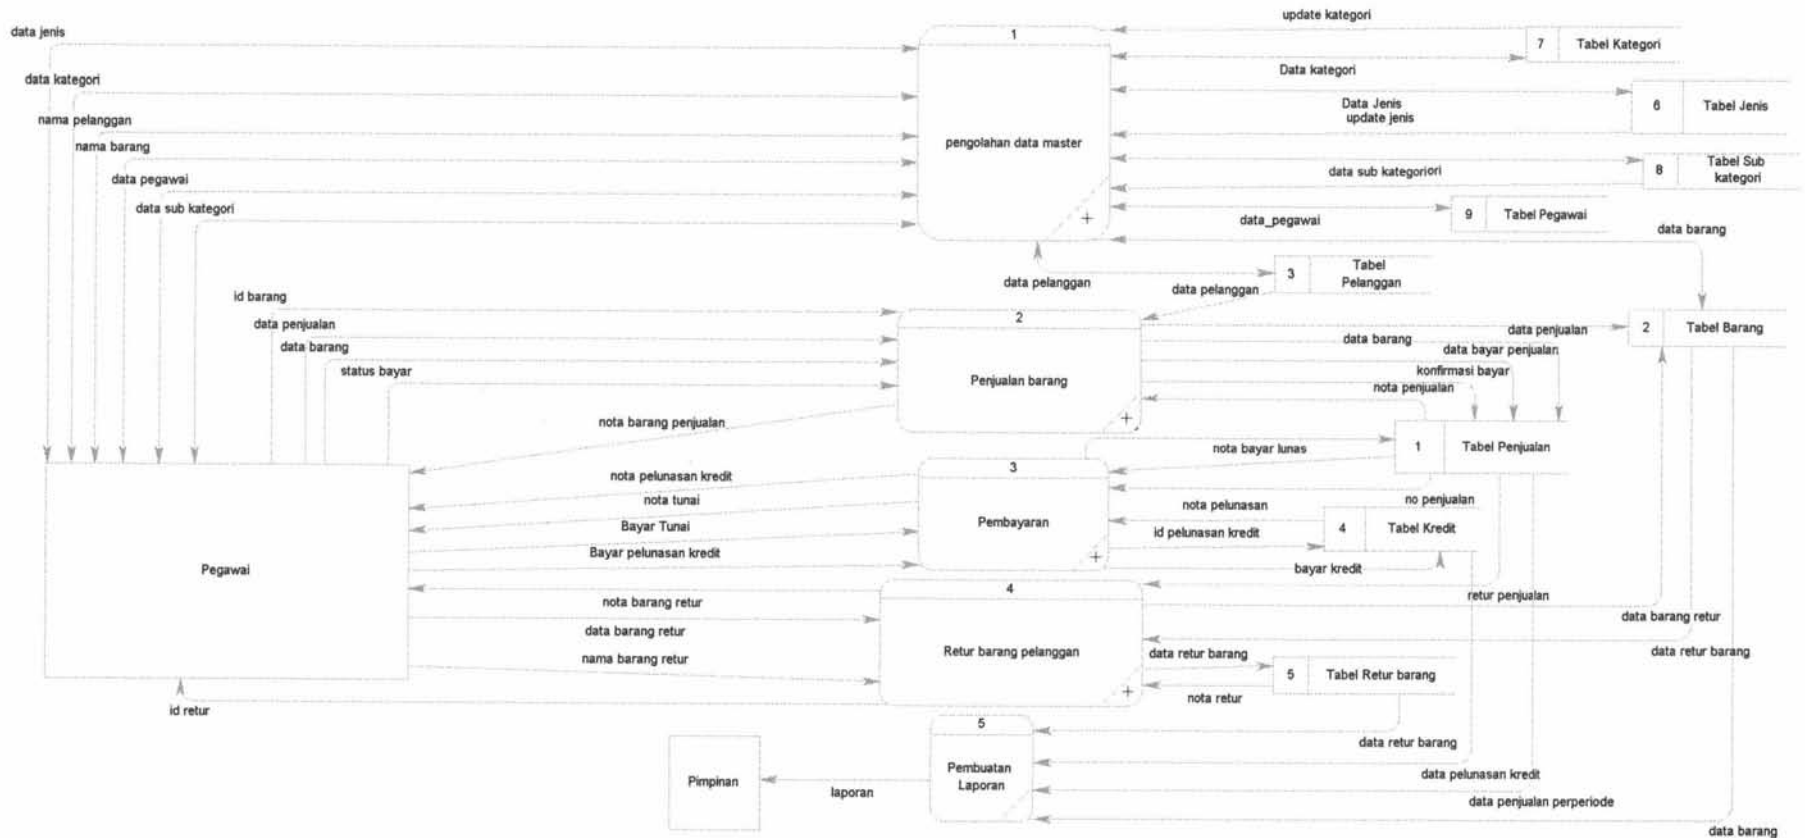 update kategori
data jenis
1
7 Tabel Kategori
data kategori
Data kategori
Data Jenis
update jenis
6 Tabel Jenis
nama pelanggan
pengolahan data master
nama barang
data sub kategoriori
8 Tabel Sub
kategori
data pegawai
data sub kategori
data_pegawai
9 Tabel Pegawai
data barang
data pelanggan
3 Tabel
Pelanggan
data pelanggan
id barang
2
data penjualan
data penjualan
2 Tabel Barang
data barang
data barang
data bayar penjualan
status bayar
Penjualan barang
konfirmasi bayar
nota penjualan
nota barang penjualan
nota bayar lunas
1 Tabel Penjualan
3
nota pelunasan kredit
nota tunai
nota pelunasan
no penjualan
Bayar Tunai
Pembayaran
id pelunasan kredit
4 Tabel Kredit
Bayar pelunasan kredit
bayar kredit
Pegawai
4
nota barang retur
retur penjualan
data barang retur
data barang retur
Retur barang pelanggan
nama barang retur
data retur barang
data retur barang
5 Tabel Retur barang
nota retur
id retur
5
data retur barang
Pimpinan
laporan
Pembuatan
Laporan
data pelunasan kredit
data penjualan perperiode
data barang